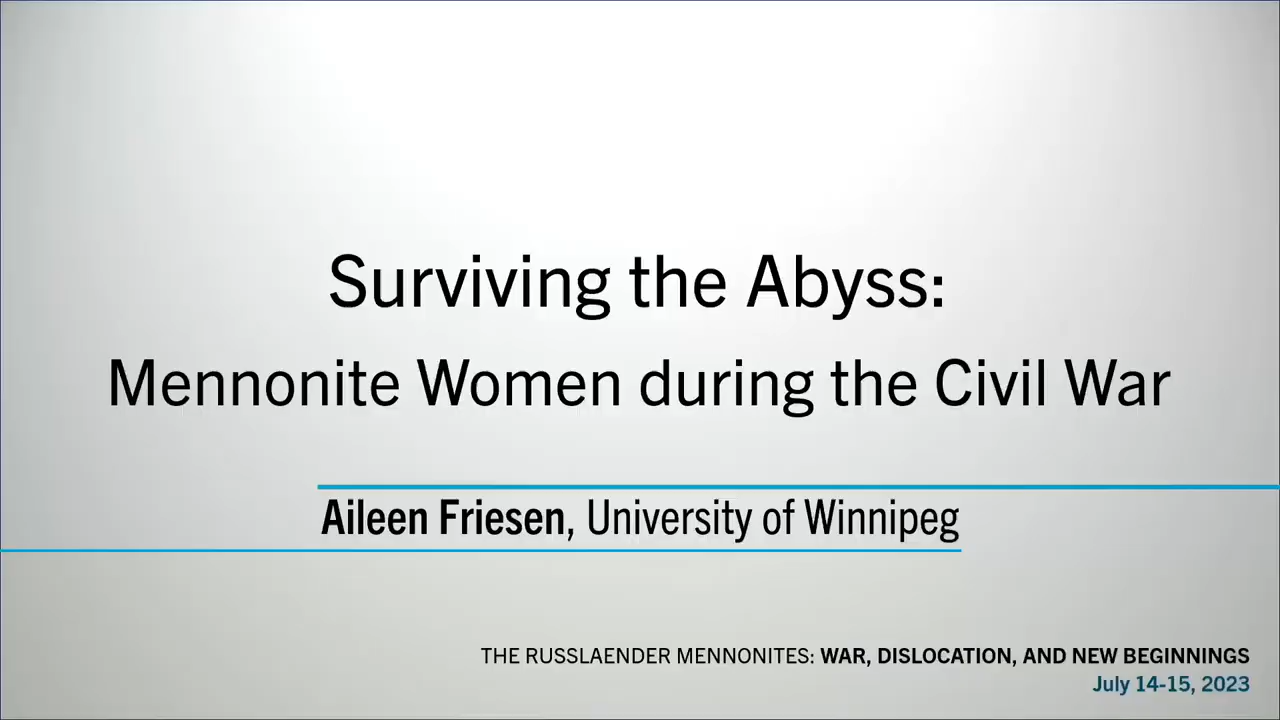 Surviving the Abyss:
Mennonite Women during the Civil War
Aileen Friesen, University of Winnipeg
THE RUSSLAENDER MENNONITES: WAR, DISLOCATION, AND NEW BEGINNINGS
July 14-15, 2023